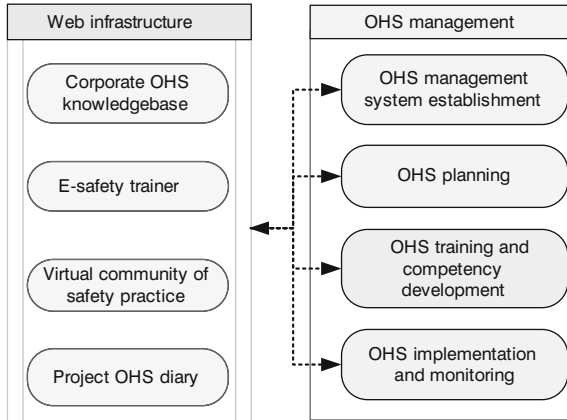 Web infrastructure
Corporate OHS
knowledgebase
E-safety trainer
Virtual community of
safety practice
Project OHS diary
OHS management
OHS management
system establishment
OHS planning
OHS training and
competency
development
OHS implementation
and monitoring